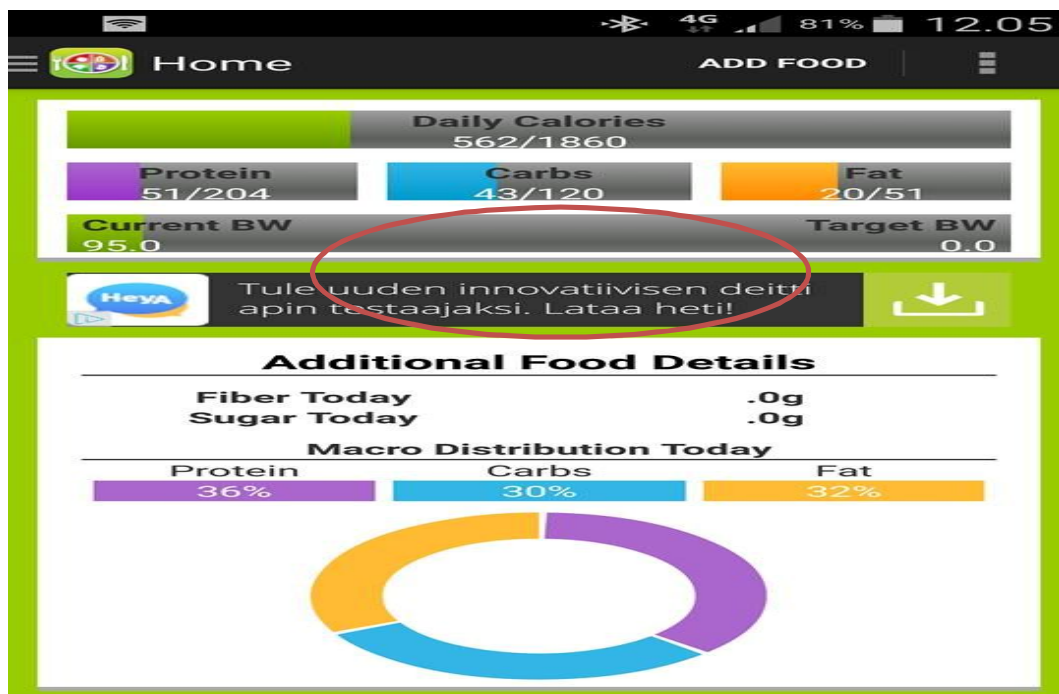 4G 81% 12.05
Home ADD FOOD
Daily Calories
562/1860
Protein Carbs Fat
51/204 43/120 20/51
Current BW Target BW
95.0 0.0
HeyA
Tule uuden innovatiivisen deitti
apin testaajaksi. Lataa heti!
Additional Food Details
Fiber Today .0g
Sugar Today .0g
Macro Distribution Today
Protein Carbs Fat
36% 30% 32%